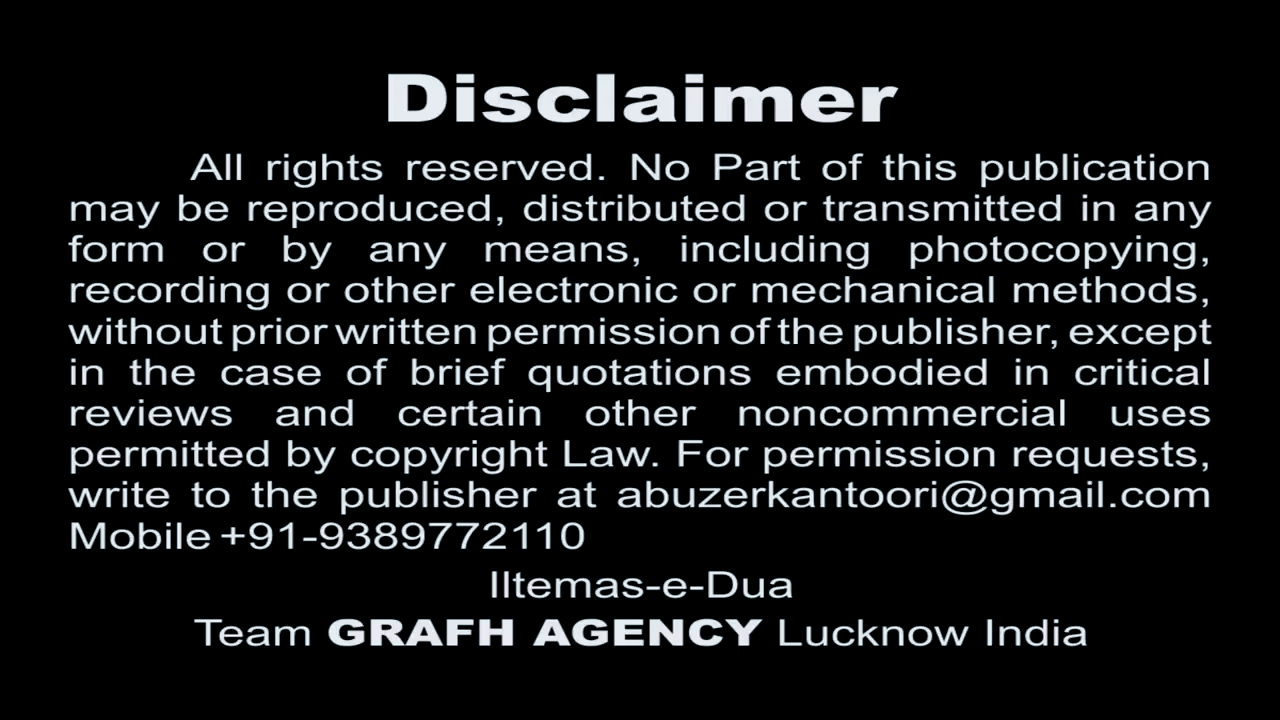 Disclaimer
All rights reserved. No Part of this publication
may be reproduced, distributed or transmitted in any
form or by any means, including photocopying,
recording or other electronic or mechanical methods,
without prior written permission of the publisher, except
in the case of brief quotations embodied in critical
reviews and certain other noncommercial uses
permitted by copyright Law. For permission requests,
write to the publisher at abuzerkantoori@gmail.com
Mobile +91-9389772110
IItemas-e-Dua
Team GRAFH AGENCY Lucknow India